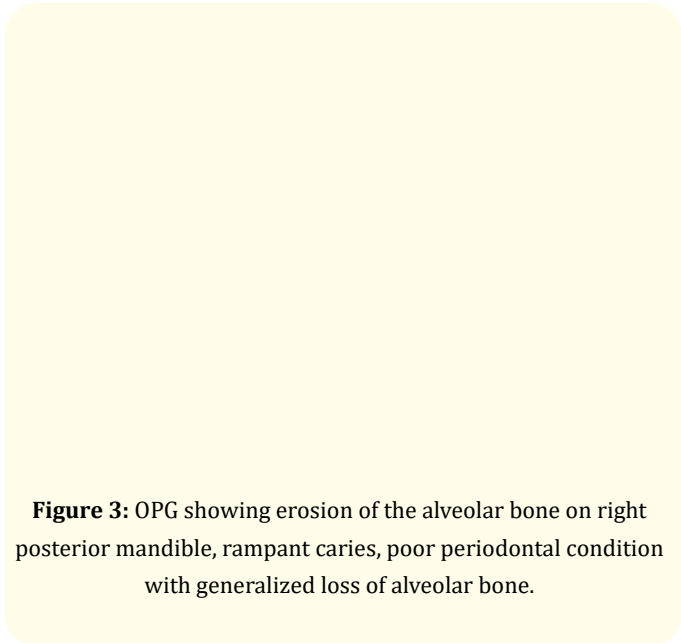 Figure 3: OPG showing erosion of the alveolar bone on right
posterior mandible, rampant caries, poor periodontal condition
with generalized loss of alveolar bone.